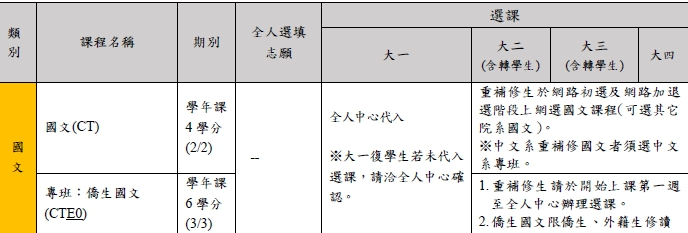 類別
課程名稱
期別
全人選填
志願
選課
大一
大二
(含轉學生)
大三
(含轉學生)
大四
國文
國文(CT)
學年課
4 學分
(2/2)
--
全人中心代入
※大一復學生若未代入
選課，請洽全人中心確
認。
重補修生於網路初選及網路加退
選階段上網選國文課程(可選其它
院系國文)。
※中文系重補修國文者須選中文
系專班。
專班：僑生國文
(CTE0)
學年課
6 學分
(3/3)
1. 重補修生請於開始上課第一週
至全人中心辦理選課。
2. 僑生國文限僑生、外籍生修讀